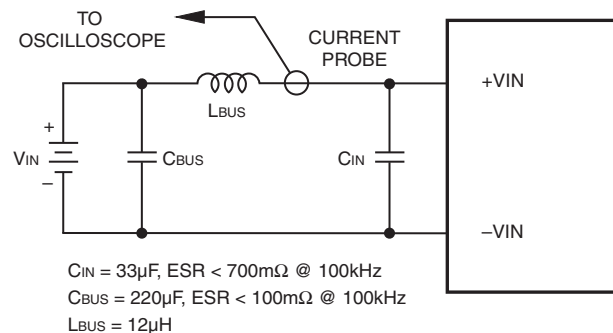 TO
OSCILLOSCOPE
CURRENT
PROBE
+VIN
LBUS
+
VIN
–
CBUS
CIN
–VIN
CIN = 33µF, ESR < 700mΩ @ 100kHz
CBUS = 220µF, ESR < 100mΩ @ 100kHz
LBUS = 12µH